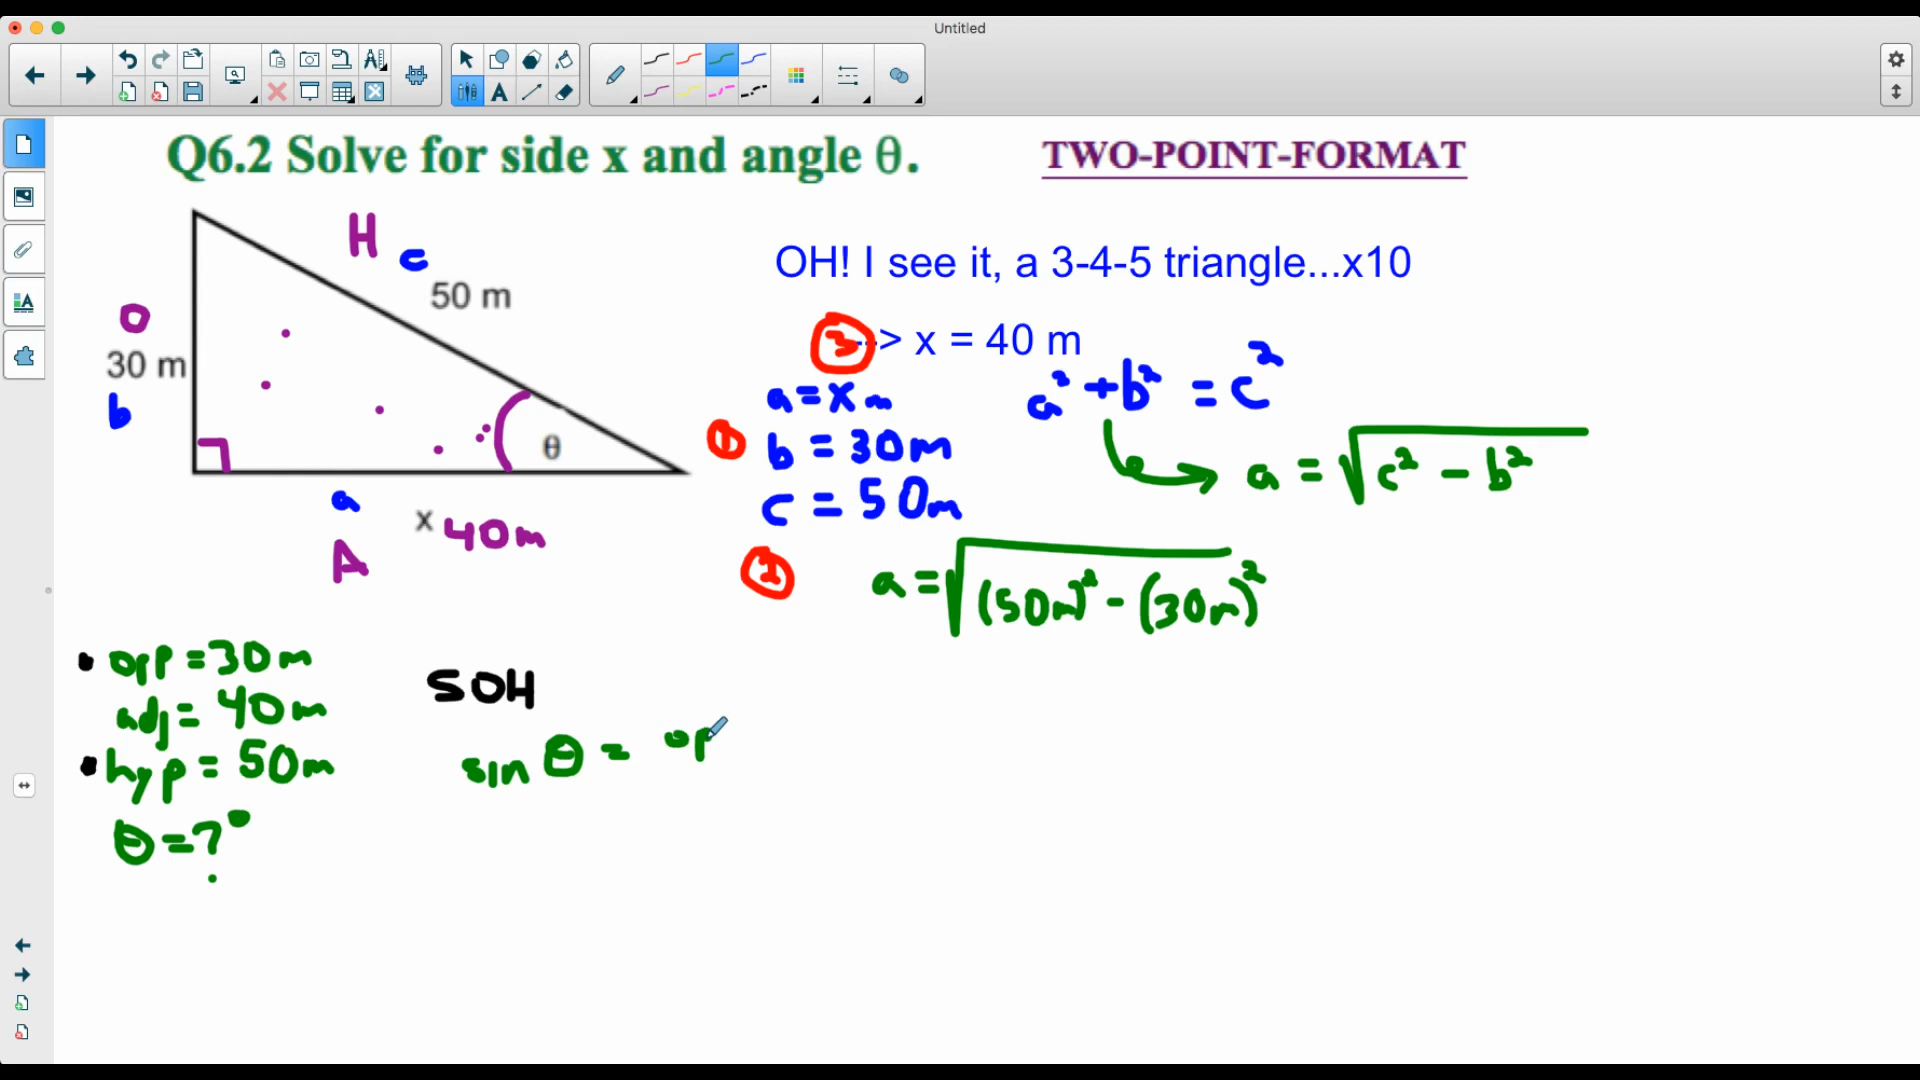 Untitled
Q6.2 Solve for side x and angle θ.
TWO-POINT-FORMAT
H
c
50 m
O
30 m
b
θ
a
x 40m
A
OH! I see it, a 3-4-5 triangle...x10
3
-> x = 40 m
a = x m
1 b = 30m
c = 50m
a² + b² = c²
a = √c² - b²
2
a = √(50m)² - (30m)²
• opp = 30m
adj = 40m
• hyp = 50m
θ = ?°
SOH
sin θ = op